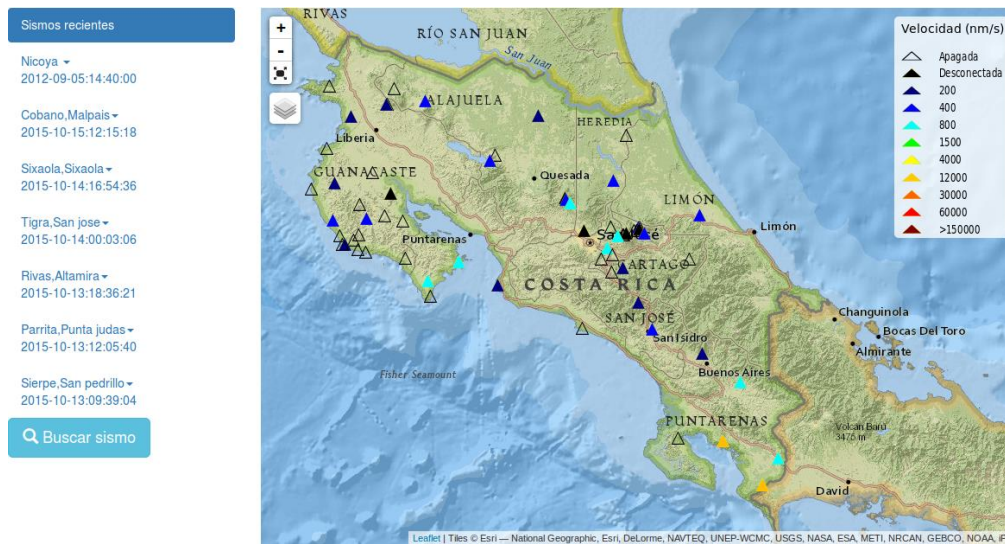 Sismos recientes
Nicoya
2012-09-05:14:40:00
Cobano,Malpais
2015-10-15:12:15:18
Sixaola,Sixaola
2015-10-14:16:54:36
Tigra,San jose
2015-10-14:00:03:06
Rivas,Altamira
2015-10-13:18:36:21
Parrita,Punta judas
2015-10-13:12:05:40
Sierpe,San pedrillo
2015-10-13:09:39:04
Buscar sismo
+
-
RIVAS
RÍO SAN JUAN
San Juan
ALAJUELA
HEREDIA
Liberia
GUANACASTE
Quesada
LIMÓN
Limón
Puntarenas
San José
CARTAGO
COSTA RICA
SAN JOSÉ
San Isidro
Buenos Aires
Fisher Seamount
PUNTARENAS
Changuinola
Bocas Del Toro
Almirante
Volcán Barú
3475 m
David
Velocidad (nm/s)
Apagada
Desconectada
200
400
800
1500
4000
12000
30000
60000
>150000
Leaflet | Tiles © Esri — National Geographic, Esri, DeLorme, NAVTEQ, UNEP-WCMC, USGS, NASA, ESA, METI, NRCAN, GEBCO, NOAA,